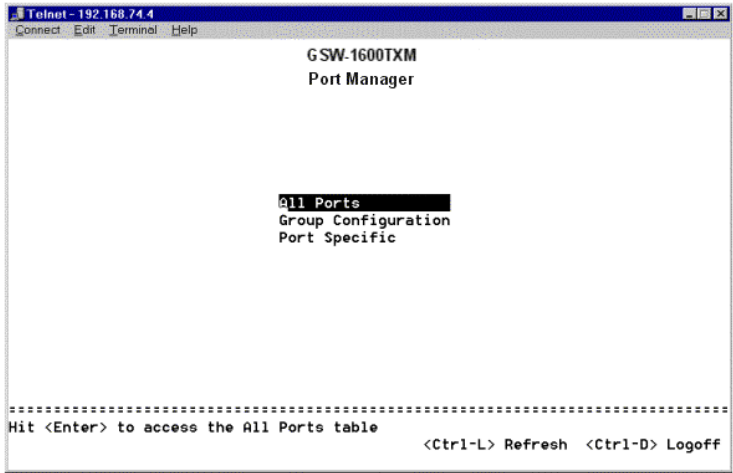 Telnet - 192.168.74.4
Connect Edit Terminal Help
GSW-1600TXM
Port Manager
All Ports
Group Configuration
Port Specific
================================================================================
Hit <Enter> to access the All Ports table
<Ctrl-L> Refresh <Ctrl-D> Logoff